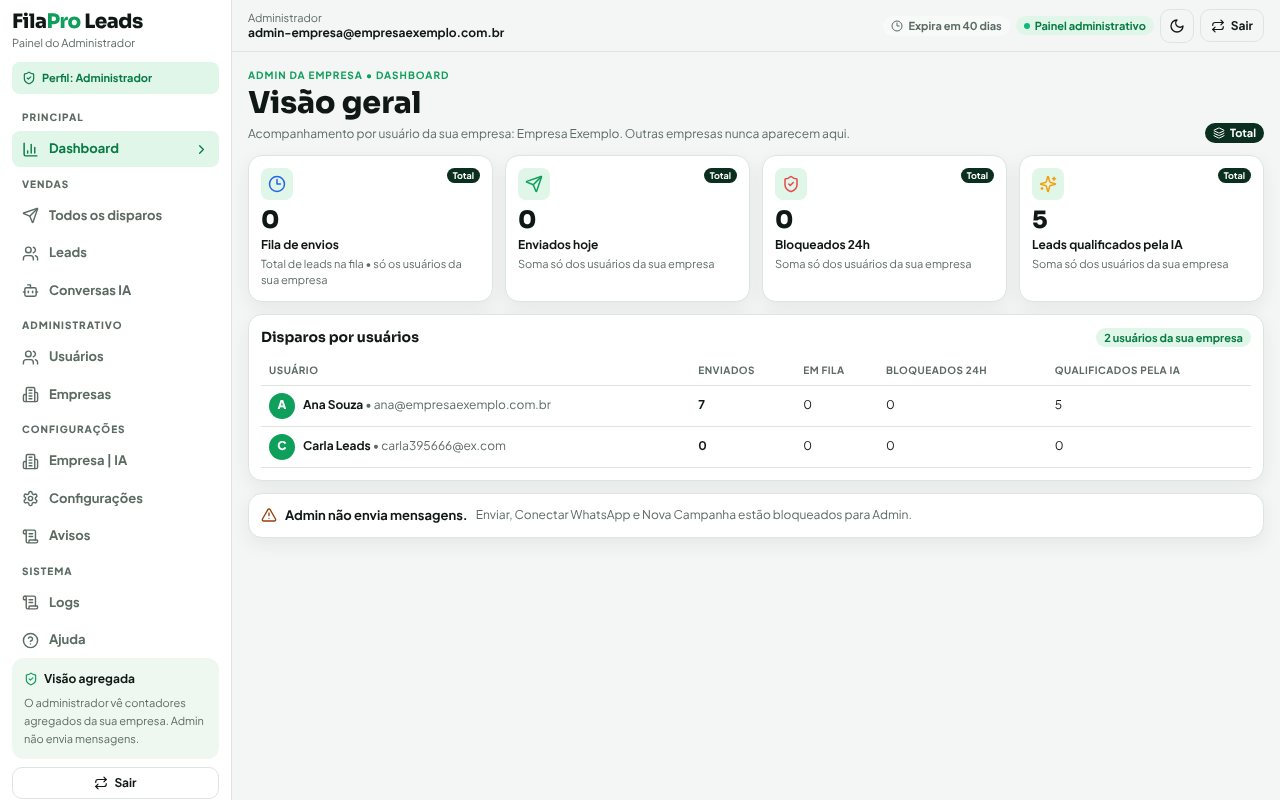 FilaPro Leads
Painel do Administrador
Perfil: Administrador
PRINCIPAL
Dashboard
VENDAS
Todos os disparos
Leads
Conversas IA
ADMINISTRATIVO
Usuários
Empresas
CONFIGURAÇÕES
Empresa | IA
Configurações
Avisos
SISTEMA
Logs
Ajuda
Visão agregada
O administrador vê contadores
agregados da sua empresa. Admin
não envia mensagens.
Sair
Administrador
admin-empresa@empresaexemplo.com.br
Expira em 40 dias
Painel administrativo
Sair
ADMIN DA EMPRESA • DASHBOARD
Visão geral
Acompanhamento por usuário da sua empresa: Empresa Exemplo. Outras empresas nunca aparecem aqui.
Total
Total
0
Fila de envios
Total de leads na fila • só os usuários da
sua empresa
Total
0
Enviados hoje
Soma só dos usuários da sua empresa
Total
0
Bloqueados 24h
Soma só dos usuários da sua empresa
Total
5
Leads qualificados pela IA
Soma só dos usuários da sua empresa
Disparos por usuários
2 usuários da sua empresa
USUÁRIO ENVIADOS EM FILA BLOQUEADOS 24H QUALIFICADOS PELA IA
A Ana Souza • ana@empresaexemplo.com.br 7 0 0 5
C Carla Leads • carla395666@ex.com 0 0 0 0
Admin não envia mensagens. Enviar, Conectar WhatsApp e Nova Campanha estão bloqueados para Admin.